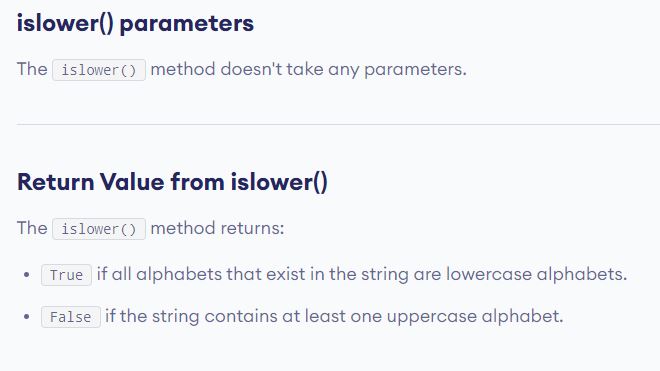 islower() parameters
The islower() method doesn't take any parameters.
Return Value from islower()
The islower() method returns:
• True if all alphabets that exist in the string are lowercase alphabets.
• False if the string contains at least one uppercase alphabet.